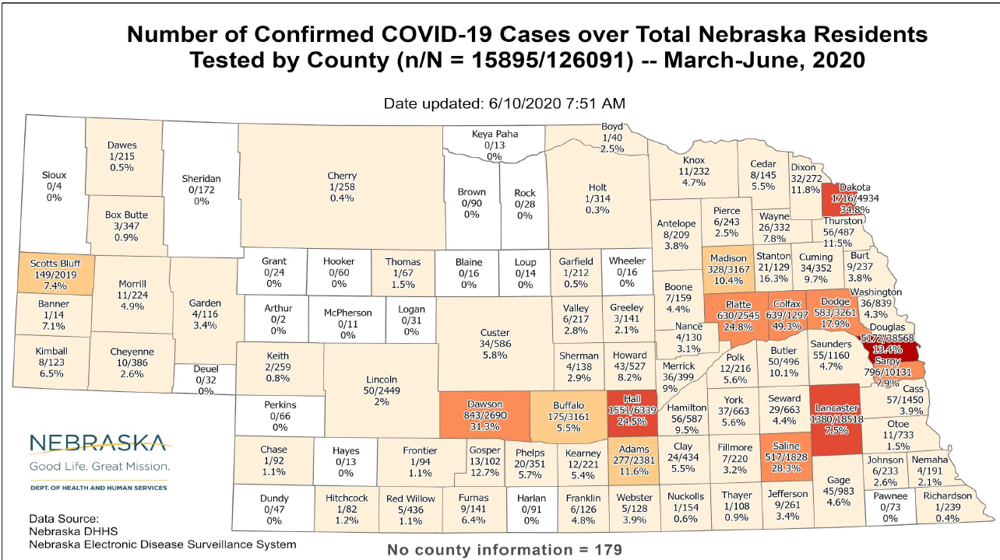 Number of Confirmed COVID-19 Cases over Total Nebraska Residents
Tested by County (n/N = 15895/126091) -- March-June, 2020
Date updated: 6/10/2020 7:51 AM
Sioux
0/4
0%
Dawes
1/215
0.5%
Sheridan
0/172
0%
Box Butte
3/347
0.9%
Cherry
1/258
0.4%
Keya Paha
0/13
0%
Boyd
1/40
2.5%
Brown
0/90
0%
Rock
0/28
0%
Holt
1/314
0.3%
Knox
11/232
4.7%
Cedar
8/145
5.5%
Dixon
32/272
11.8%
Dakota
1716/4934
34.8%
Antelope
8/209
3.8%
Pierce
6/243
2.5%
Wayne
26/332
7.8%
Thurston
56/487
11.5%
Scotts Bluff
149/2019
7.4%
Banner
1/14
7.1%
Kimball
8/123
6.5%
Morrill
11/224
4.9%
Cheyenne
10/386
2.6%
Garden
4/116
3.4%
Deuel
0/32
0%
Grant
0/24
0%
Hooker
0/60
0%
Thomas
1/67
1.5%
Blaine
0/16
0%
Loup
0/14
0%
Garfield
1/212
0.5%
Wheeler
0/16
0%
Madison
328/3167
10.4%
Stanton
21/129
16.3%
Cuming
34/352
9.7%
Burt
9/237
3.8%
Arthur
0/2
0%
McPherson
0/11
0%
Logan
0/31
0%
Custer
34/586
5.8%
Valley
6/217
2.8%
Greeley
3/141
2.1%
Boone
7/159
4.4%
Nance
4/130
3.1%
Platte
630/2545
24.8%
Colfax
639/1297
49.3%
Dodge
583/3261
17.9%
Washington
36/839
4.3%
Douglas
5172/38568
13.4%
Sarpy
796/10131
7.9%
Keith
2/259
0.8%
Lincoln
50/2449
2%
Perkins
0/66
0%
Sherman
4/138
2.9%
Howard
43/527
8.2%
Merrick
36/399
9%
Polk
12/216
5.6%
Butler
50/496
10.1%
Saunders
55/1160
4.7%
Cass
57/1450
3.9%
Dawson
843/2690
31.3%
Buffalo
175/3161
5.5%
Hall
1551/6339
24.5%
Hamilton
56/587
9.5%
York
37/663
5.6%
Seward
29/663
4.4%
Lancaster
1380/18518
7.5%
Otoe
11/733
1.5%
Chase
1/92
1.1%
Hayes
0/13
0%
Frontier
1/94
1.1%
Gosper
13/102
12.7%
Phelps
20/351
5.7%
Kearney
12/221
5.4%
Adams
277/2381
11.6%
Clay
24/434
5.5%
Fillmore
7/220
3.2%
Saline
517/1828
28.3%
Gage
45/983
4.6%
Johnson
6/233
2.6%
Nemaha
4/191
2.1%
Dundy
0/47
0%
Hitchcock
1/82
1.2%
Red Willow
5/436
1.1%
Furnas
9/141
6.4%
Harlan
0/91
0%
Franklin
6/126
4.8%
Webster
5/128
3.9%
Nuckolls
1/154
0.6%
Thayer
1/108
0.9%
Jefferson
9/261
3.4%
Pawnee
0/73
0%
Richardson
1/239
0.4%
NEBRASKA
Good Life. Great Mission.
DEPT. OF HEALTH AND HUMAN SERVICES
Data Source:
Nebraska DHHS
Nebraska Electronic Disease Surveillance System
No county information = 179